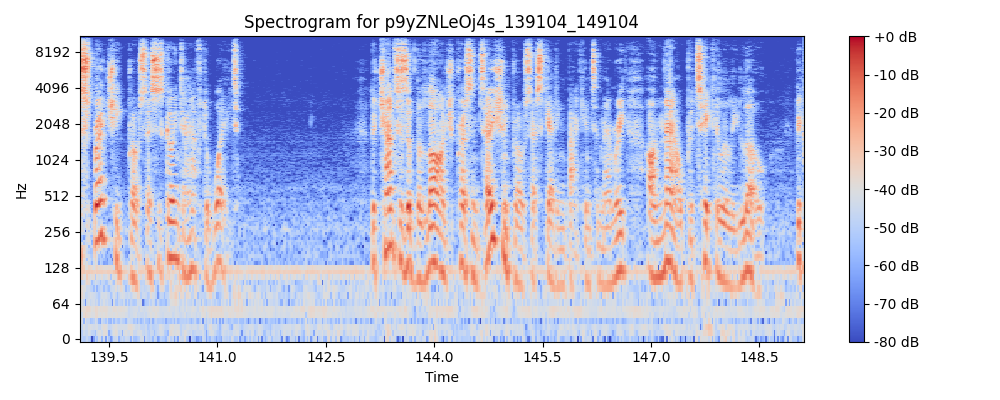 Spectrogram for p9yZNLeOj4s_139104_149104
8192
4096
2048
1024
512
256
128
64
0
Hz
139.5
141.0
142.5
144.0
145.5
147.0
148.5
Time
+0 dB
-10 dB
-20 dB
-30 dB
-40 dB
-50 dB
-60 dB
-70 dB
-80 dB